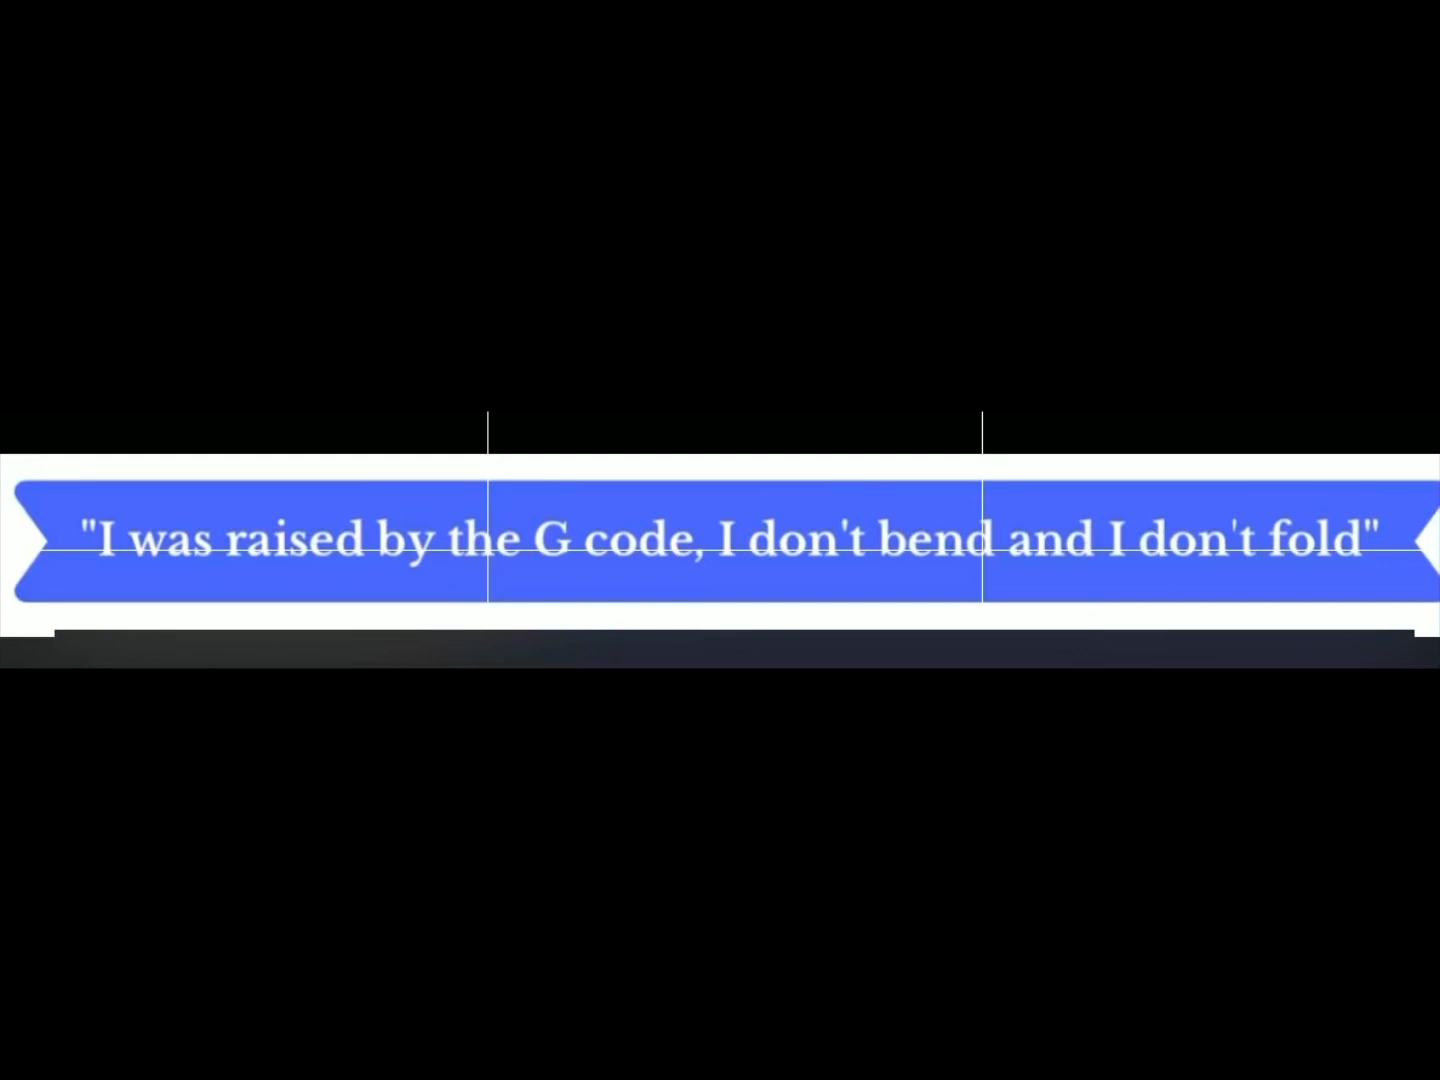 "I was raised by the G code, I don't bend and I don't fold"